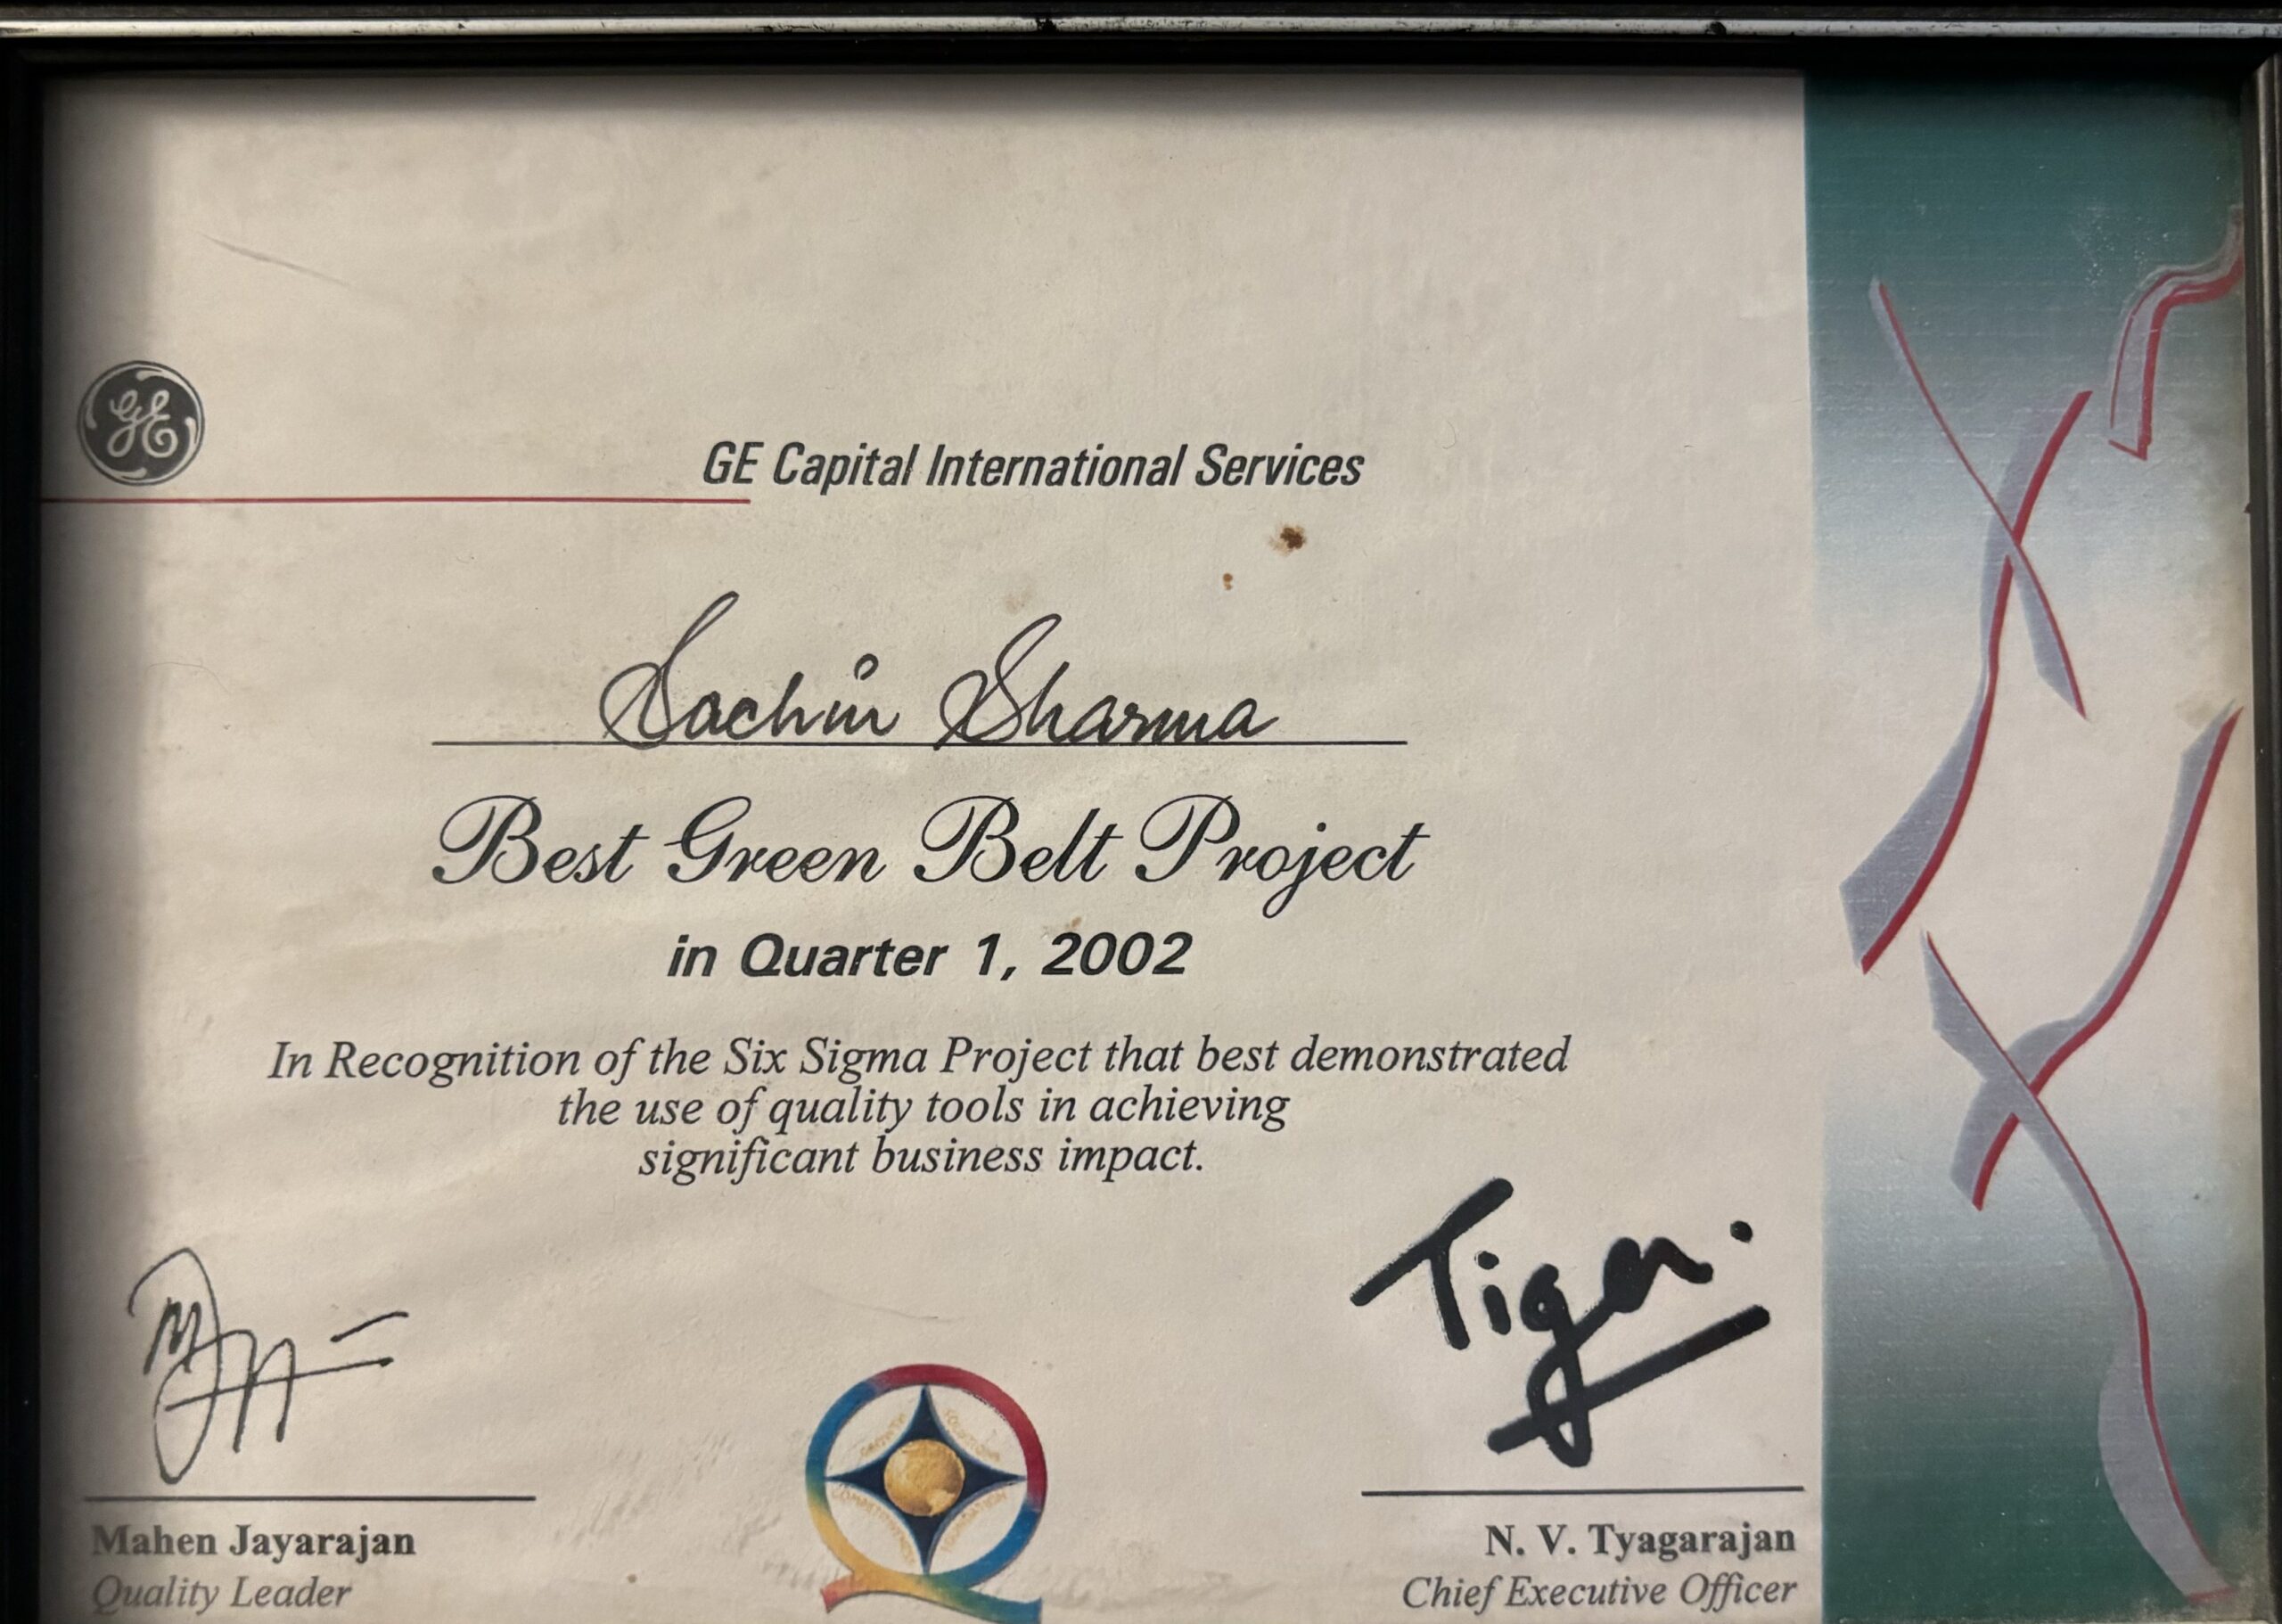 GE
GE Capital International Services
Sachin Sharma
Best Green Belt Project
in Quarter 1, 2002
In Recognition of the Six Sigma Project that best demonstrated
the use of quality tools in achieving
significant business impact.
Tiger.
Mahen Jayarajan
Quality Leader
N. V. Tyagarajan
Chief Executive Officer